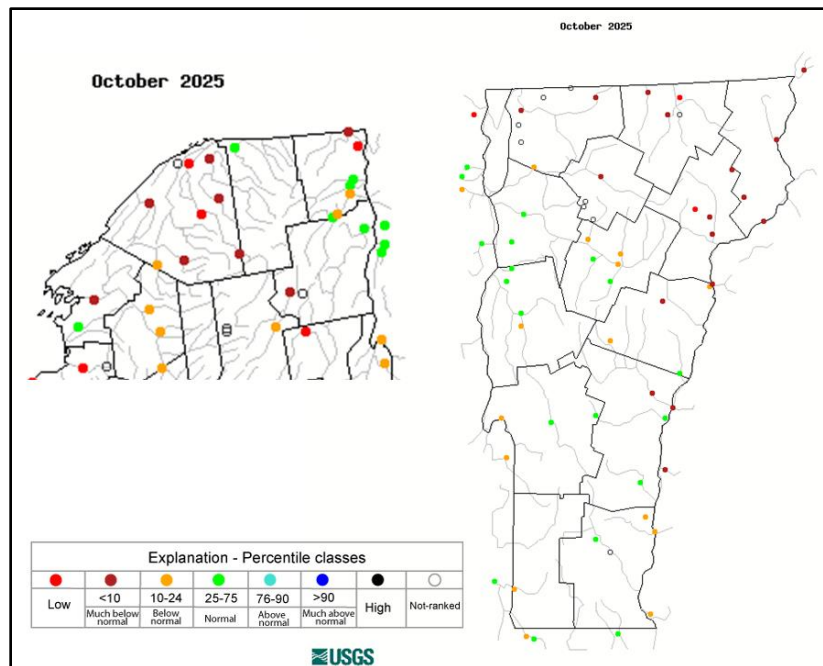 October 2025
October 2025
Explanation - Percentile classes
<10 10-24 25-75 76-90 >90
Low Much below normal Below normal Normal Above normal Much above normal High Not-ranked
USGS